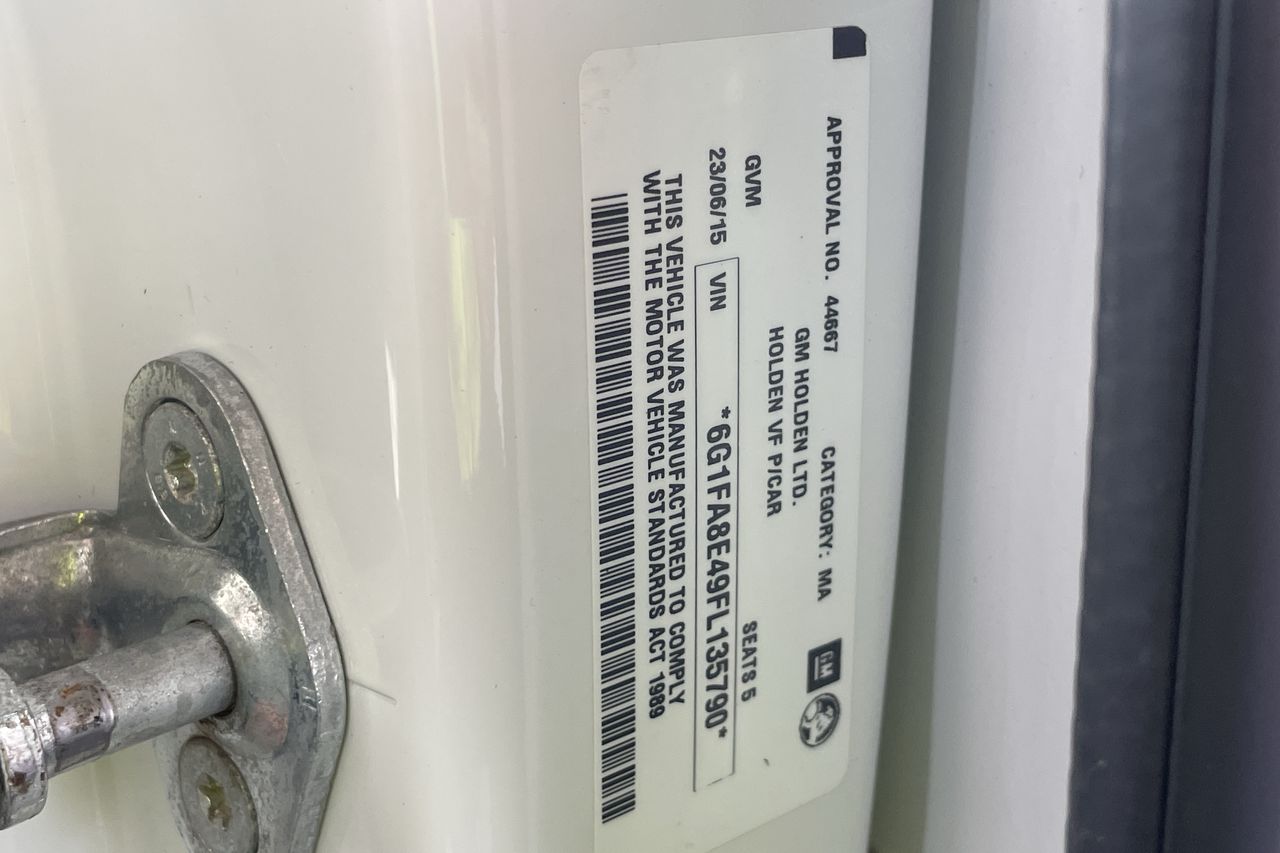 APPROVAL NO. 44667 CATEGORY: MA
GM HOLDEN LTD.
HOLDEN VF P/CAR
GM
GVM SEATS 5
23/06/15 VIN *6G1FA8E49FL135790*
THIS VEHICLE WAS MANUFACTURED TO COMPLY
WITH THE MOTOR VEHICLE STANDARDS ACT 1989